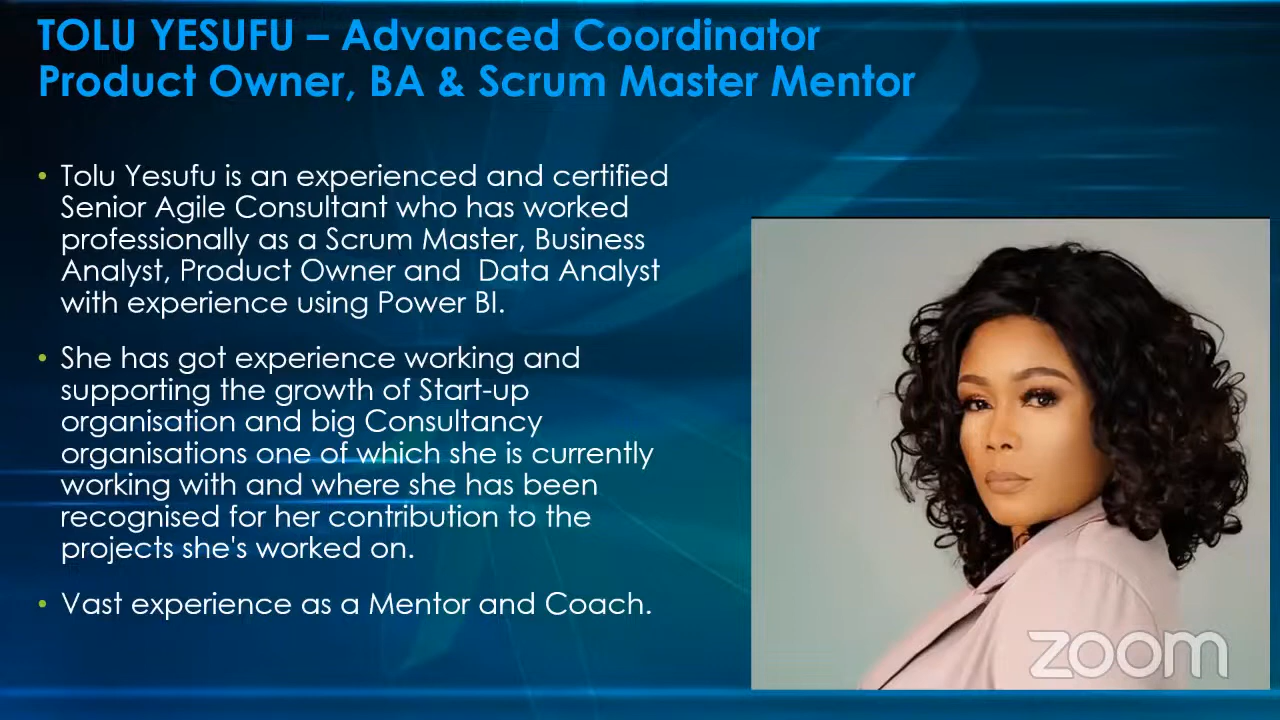 TOLU YESUFU – Advanced Coordinator
Product Owner, BA & Scrum Master Mentor
• Tolu Yesufu is an experienced and certified
Senior Agile Consultant who has worked
professionally as a Scrum Master, Business
Analyst, Product Owner and  Data Analyst
with experience using Power BI.
• She has got experience working and
supporting the growth of Start-up
organisation and big Consultancy
organisations one of which she is currently
working with and where she has been
recognised for her contribution to the
projects she's worked on.
• Vast experience as a Mentor and Coach.
zoom